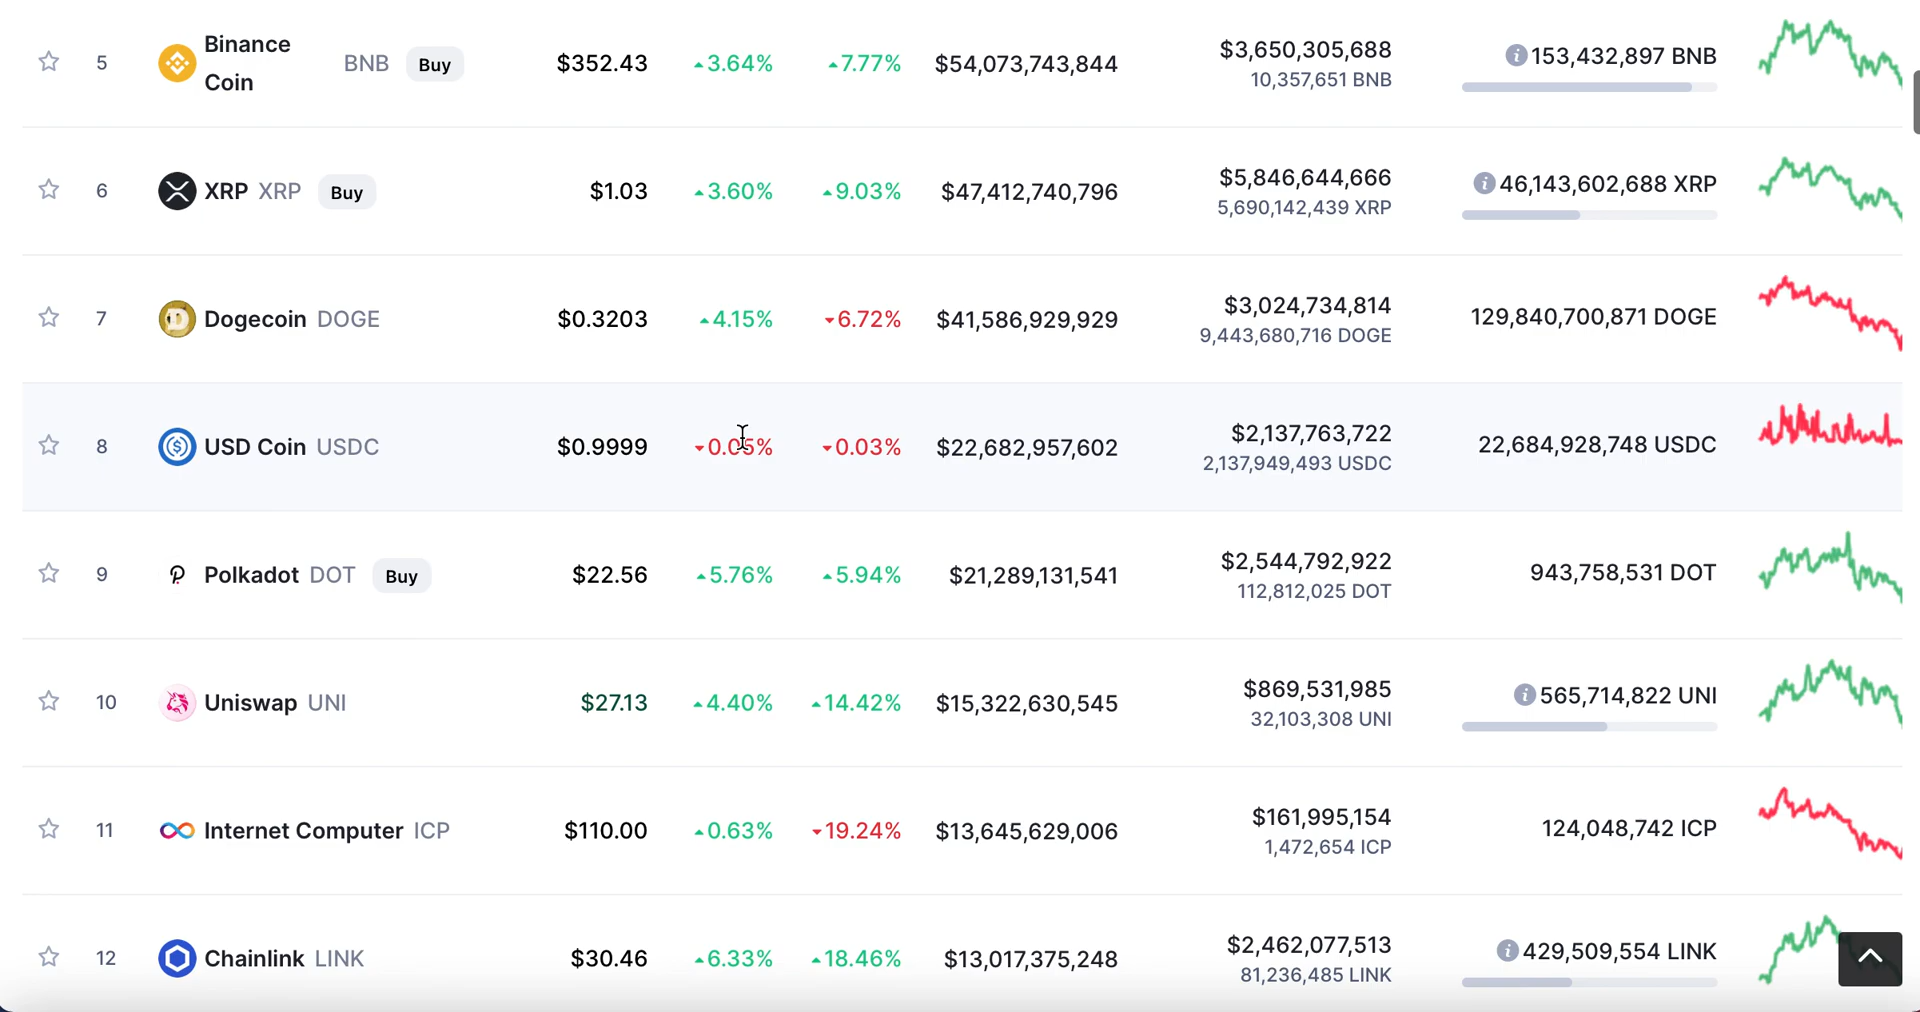 5 Binance Coin BNB Buy $352.43 3.64% 7.77% $54,073,743,844 $3,650,305,688 153,432,897 BNB
10,357,651 BNB
6 XRP XRP Buy $1.03 3.60% 9.03% $47,412,740,796 $5,846,644,666 46,143,602,688 XRP
5,690,142,439 XRP
7 Dogecoin DOGE $0.3203 4.15% 6.72% $41,586,929,929 $3,024,734,814 129,840,700,871 DOGE
9,443,680,716 DOGE
8 USD Coin USDC $0.9999 0.05% 0.03% $22,682,957,602 $2,137,763,722 22,684,928,748 USDC
2,137,949,493 USDC
9 Polkadot DOT Buy $22.56 5.76% 5.94% $21,289,131,541 $2,544,792,922 943,758,531 DOT
112,812,025 DOT
10 Uniswap UNI $27.13 4.40% 14.42% $15,322,630,545 $869,531,985 565,714,822 UNI
32,103,308 UNI
11 Internet Computer ICP $110.00 0.63% 19.24% $13,645,629,006 $161,995,154 124,048,742 ICP
1,472,654 ICP
12 Chainlink LINK $30.46 6.33% 18.46% $13,017,375,248 $2,462,077,513 429,509,554 LINK
81,236,485 LINK